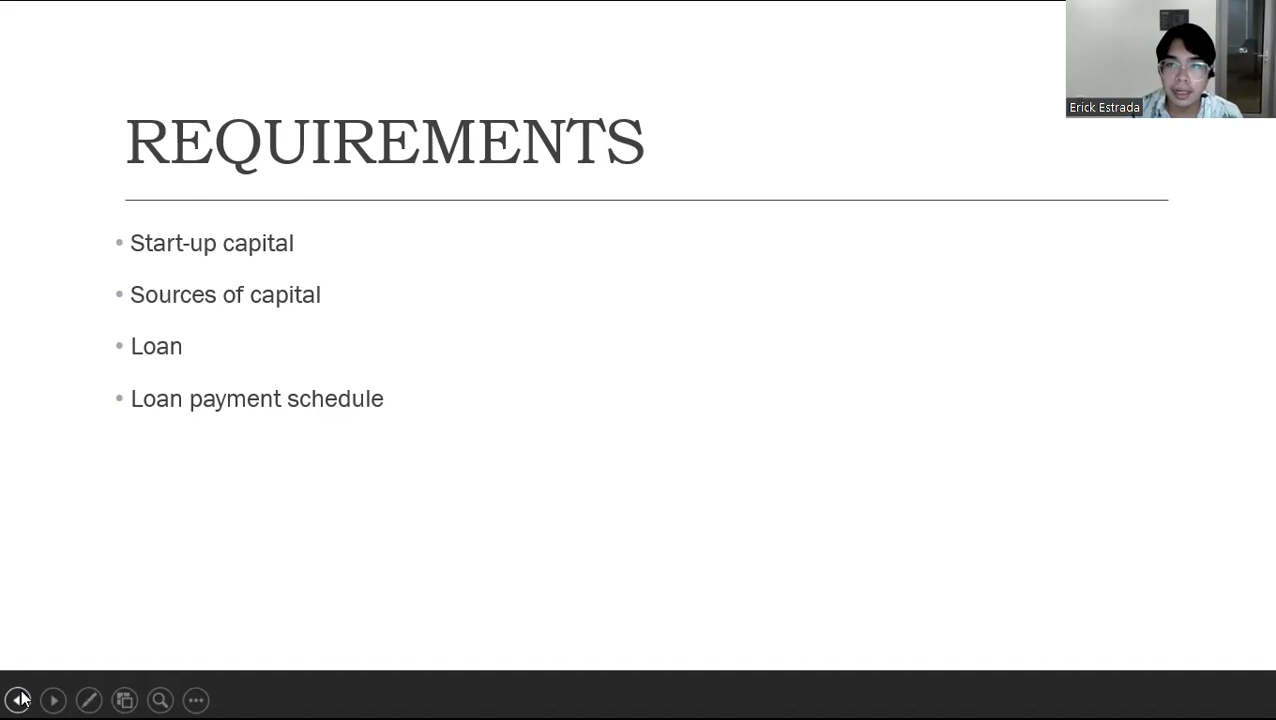 REQUIREMENTS
Erick Estrada
• Start-up capital
• Sources of capital
• Loan
• Loan payment schedule